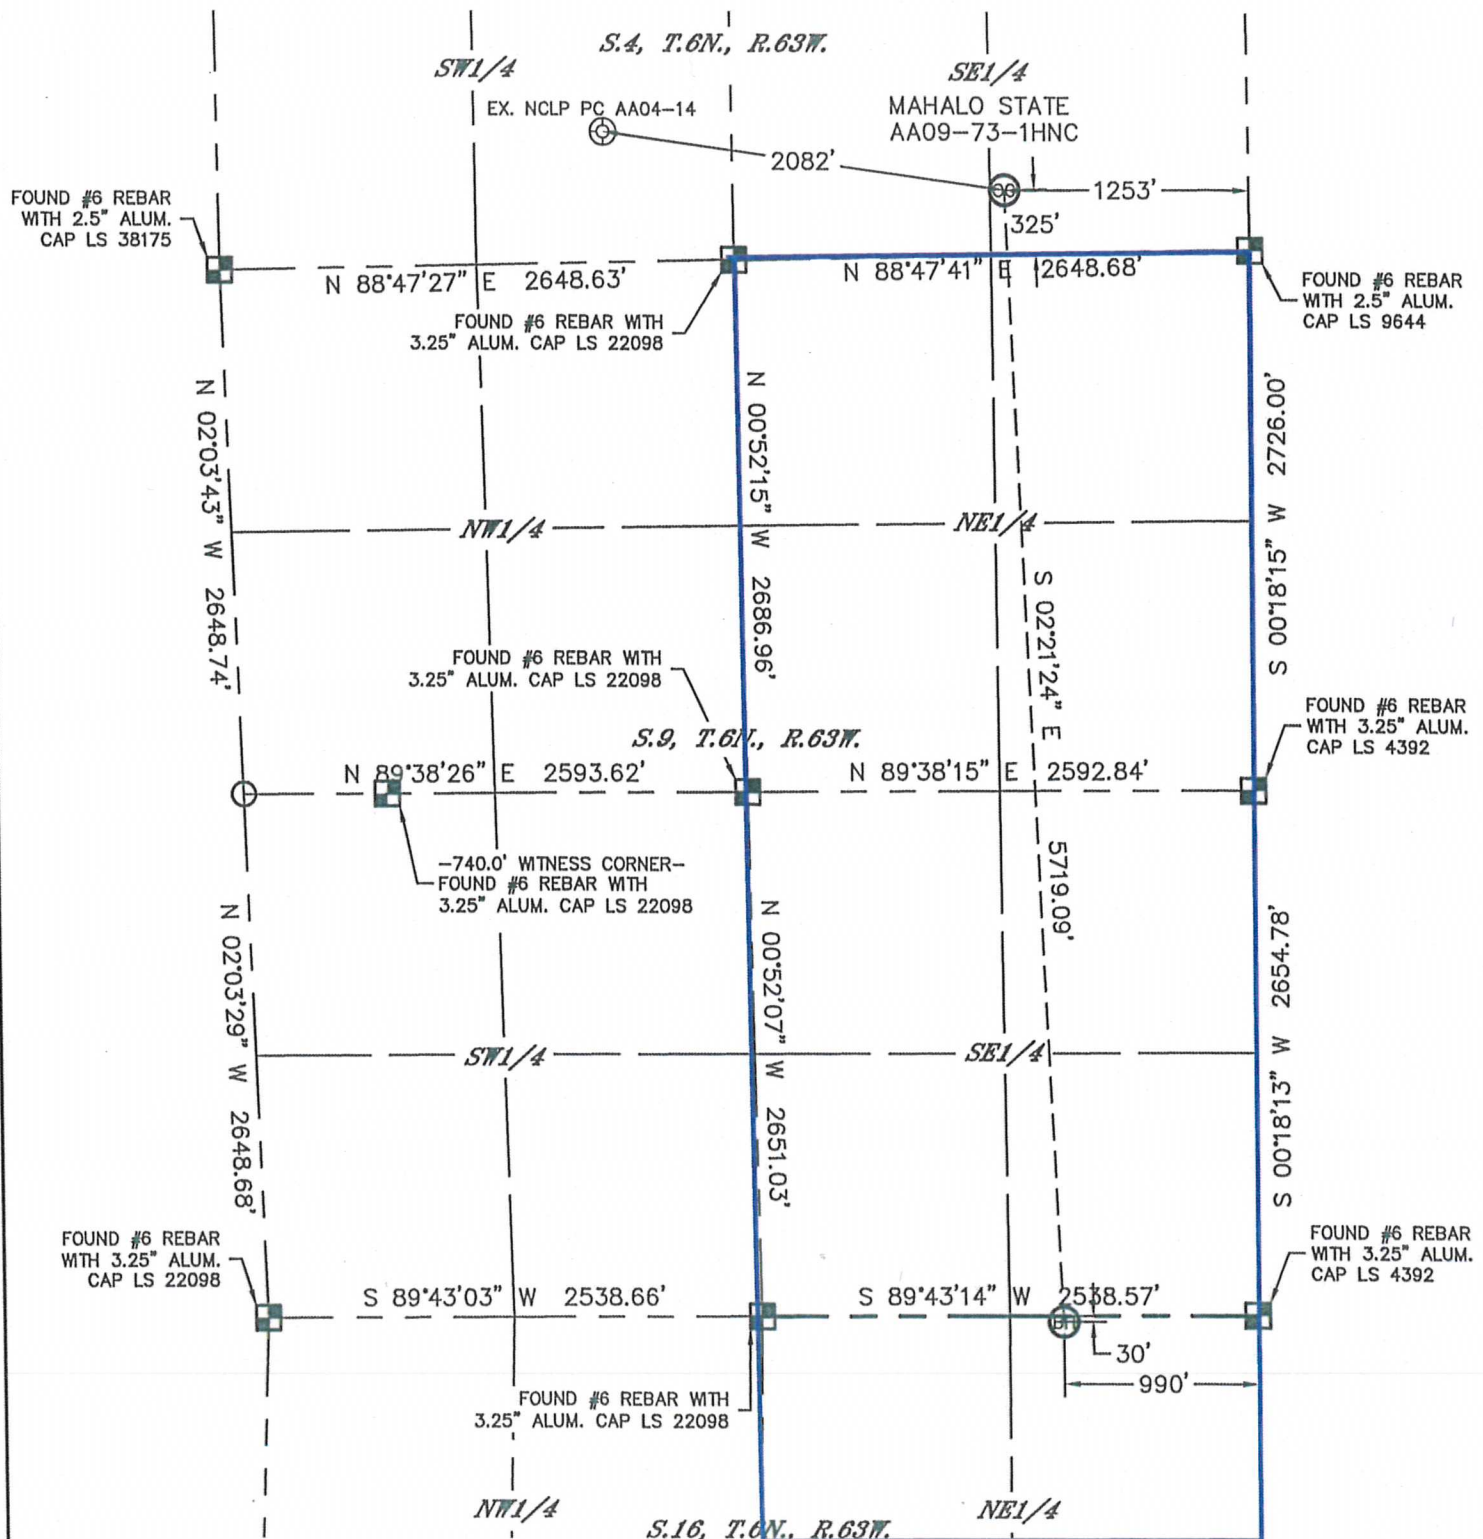 S.4, T.6N., R.63W.
SW1/4
SE1/4
EX. NCLP PC AA04-14
MAHALO STATE
AA09-73-1HNC
2082'
1253'
325'
FOUND #6 REBAR
WITH 2.5" ALUM.
CAP LS 38175
N 88°47'27" E 2648.63'
N 88°47'41" E 2648.68'
FOUND #6 REBAR
WITH 2.5" ALUM.
CAP LS 9644
FOUND #6 REBAR WITH
3.25" ALUM. CAP LS 22098
N 02°03'43" W 2648.74'
N 00°52'15" W 2686.96'
S 00°18'15" W 2726.00'
NW1/4
NE1/4
S 02°21'24" E 5719.09'
FOUND #6 REBAR WITH
3.25" ALUM. CAP LS 22098
FOUND #6 REBAR
WITH 3.25" ALUM.
CAP LS 4392
S.9, T.6N., R.63W.
N 89°38'26" E 2593.62'
N 89°38'15" E 2592.84'
-740.0' WITNESS CORNER-
FOUND #6 REBAR WITH
3.25" ALUM. CAP LS 22098
N 02°03'29" W 2648.68'
N 00°52'07" W 2651.03'
S 00°18'13" W 2654.78'
SW1/4
SE1/4
FOUND #6 REBAR
WITH 3.25" ALUM.
CAP LS 22098
FOUND #6 REBAR
WITH 3.25" ALUM.
CAP LS 4392
S 89°43'03" W 2538.66'
S 89°43'14" W 2538.57'
BH
30'
990'
FOUND #6 REBAR WITH
3.25" ALUM. CAP LS 22098
NW1/4
NE1/4
S.16, T.6N., R.63W.